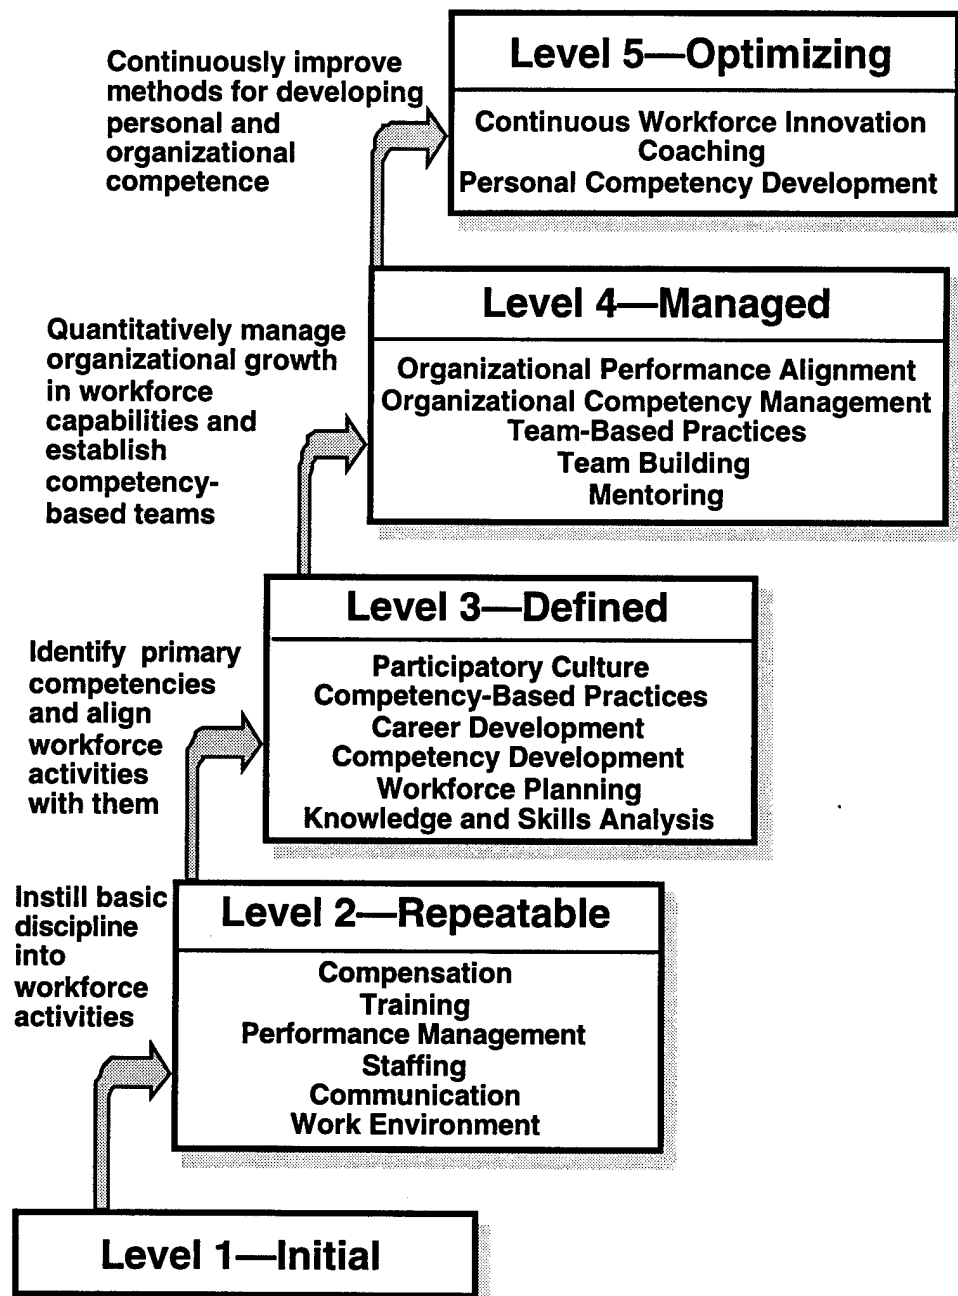 Level 5—Optimizing
Continuous Workforce Innovation
Coaching
Personal Competency Development
Continuously improve
methods for developing
personal and
organizational
competence
Level 4—Managed
Organizational Performance Alignment
Organizational Competency Management
Team-Based Practices
Team Building
Mentoring
Quantitatively manage
organizational growth
in workforce
capabilities and
establish
competency-
based teams
Level 3—Defined
Participatory Culture
Competency-Based Practices
Career Development
Competency Development
Workforce Planning
Knowledge and Skills Analysis
Identify primary
competencies
and align
workforce
activities
with them
Level 2—Repeatable
Compensation
Training
Performance Management
Staffing
Communication
Work Environment
Instill basic
discipline
into
workforce
activities
Level 1—Initial